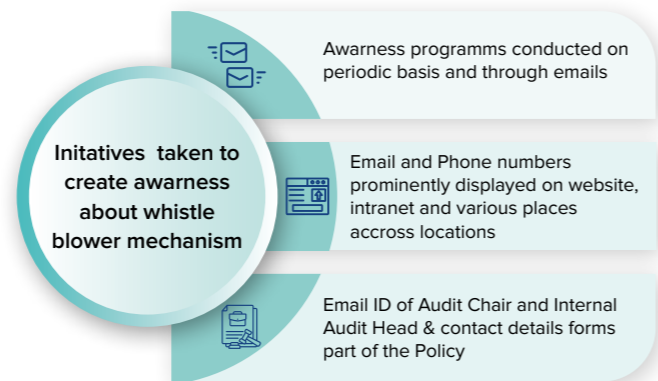 Initatives taken to
create awarness
about whistle
blower mechanism
Awarness programms conducted on
periodic basis and through emails
Email and Phone numbers
prominently displayed on website,
intranet and various places
accross locations
Email ID of Audit Chair and Internal
Audit Head & contact details forms
part of the Policy